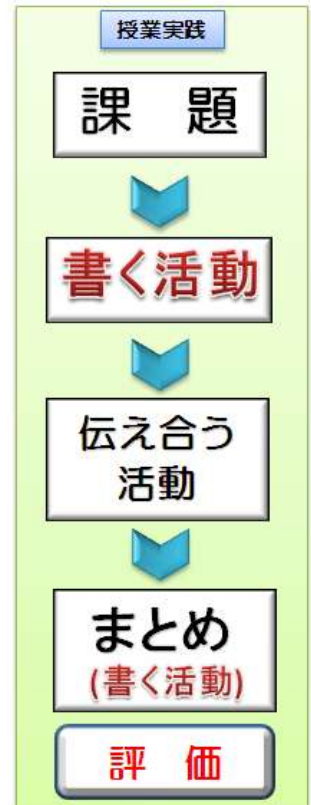 授業実践
課　題
書く活動
伝え合う
活動
まとめ
(書く活動)
評　価